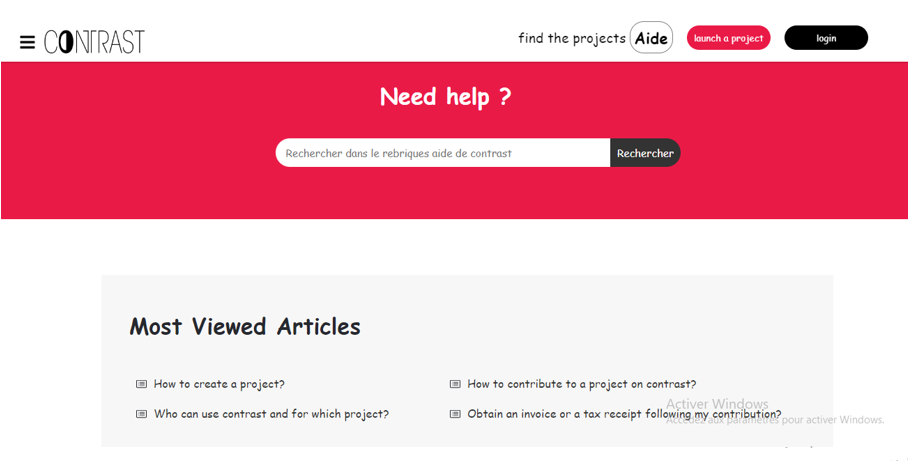 CONTRAST
find the projects Aide launch a project login
Need help ?
Rechercher dans le rebriques aide de contrast Rechercher
Most Viewed Articles
How to create a project? How to contribute to a project on contrast?
Who can use contrast and for which project? Obtain an invoice or a tax receipt following my contribution?
Activer Windows
Accédez aux paramètres pour activer Windows.